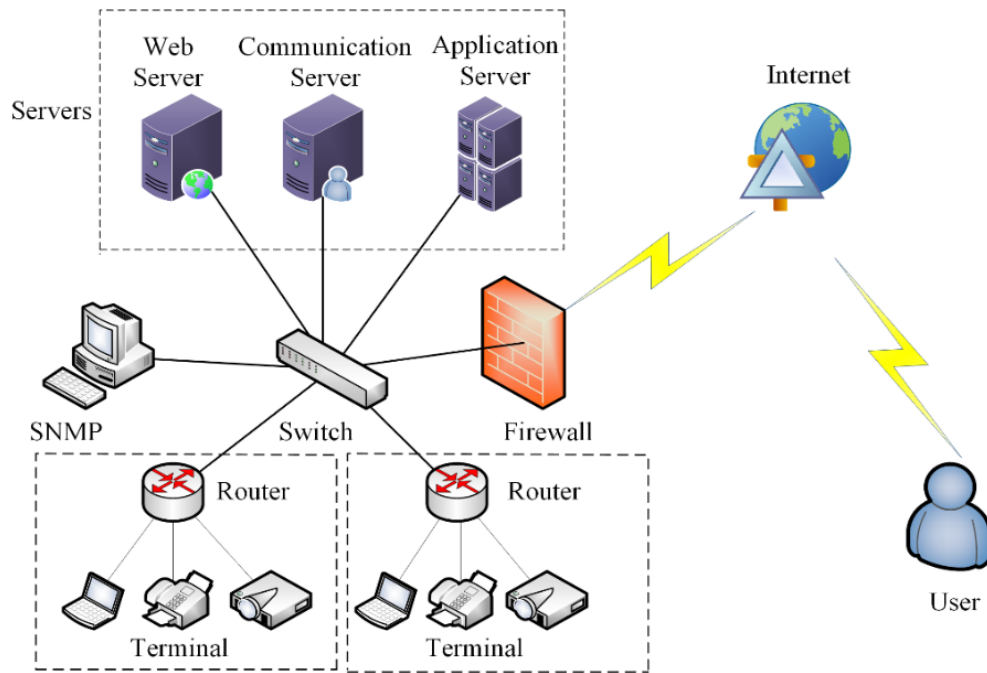 Web
Server
Communication
Server
Application
Server
Internet
Servers
SNMP
Switch
Firewall
Router
Router
Terminal
Terminal
User